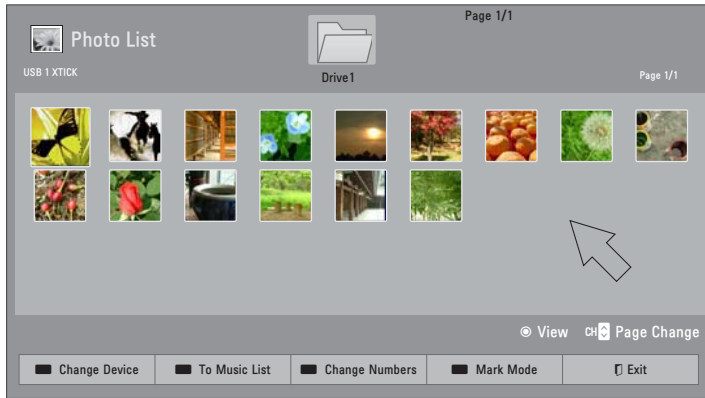 Page 1/1
Photo List
USB 1 XTICK
Drive1
Page 1/1
View CH Page Change
Change Device To Music List Change Numbers Mark Mode Exit